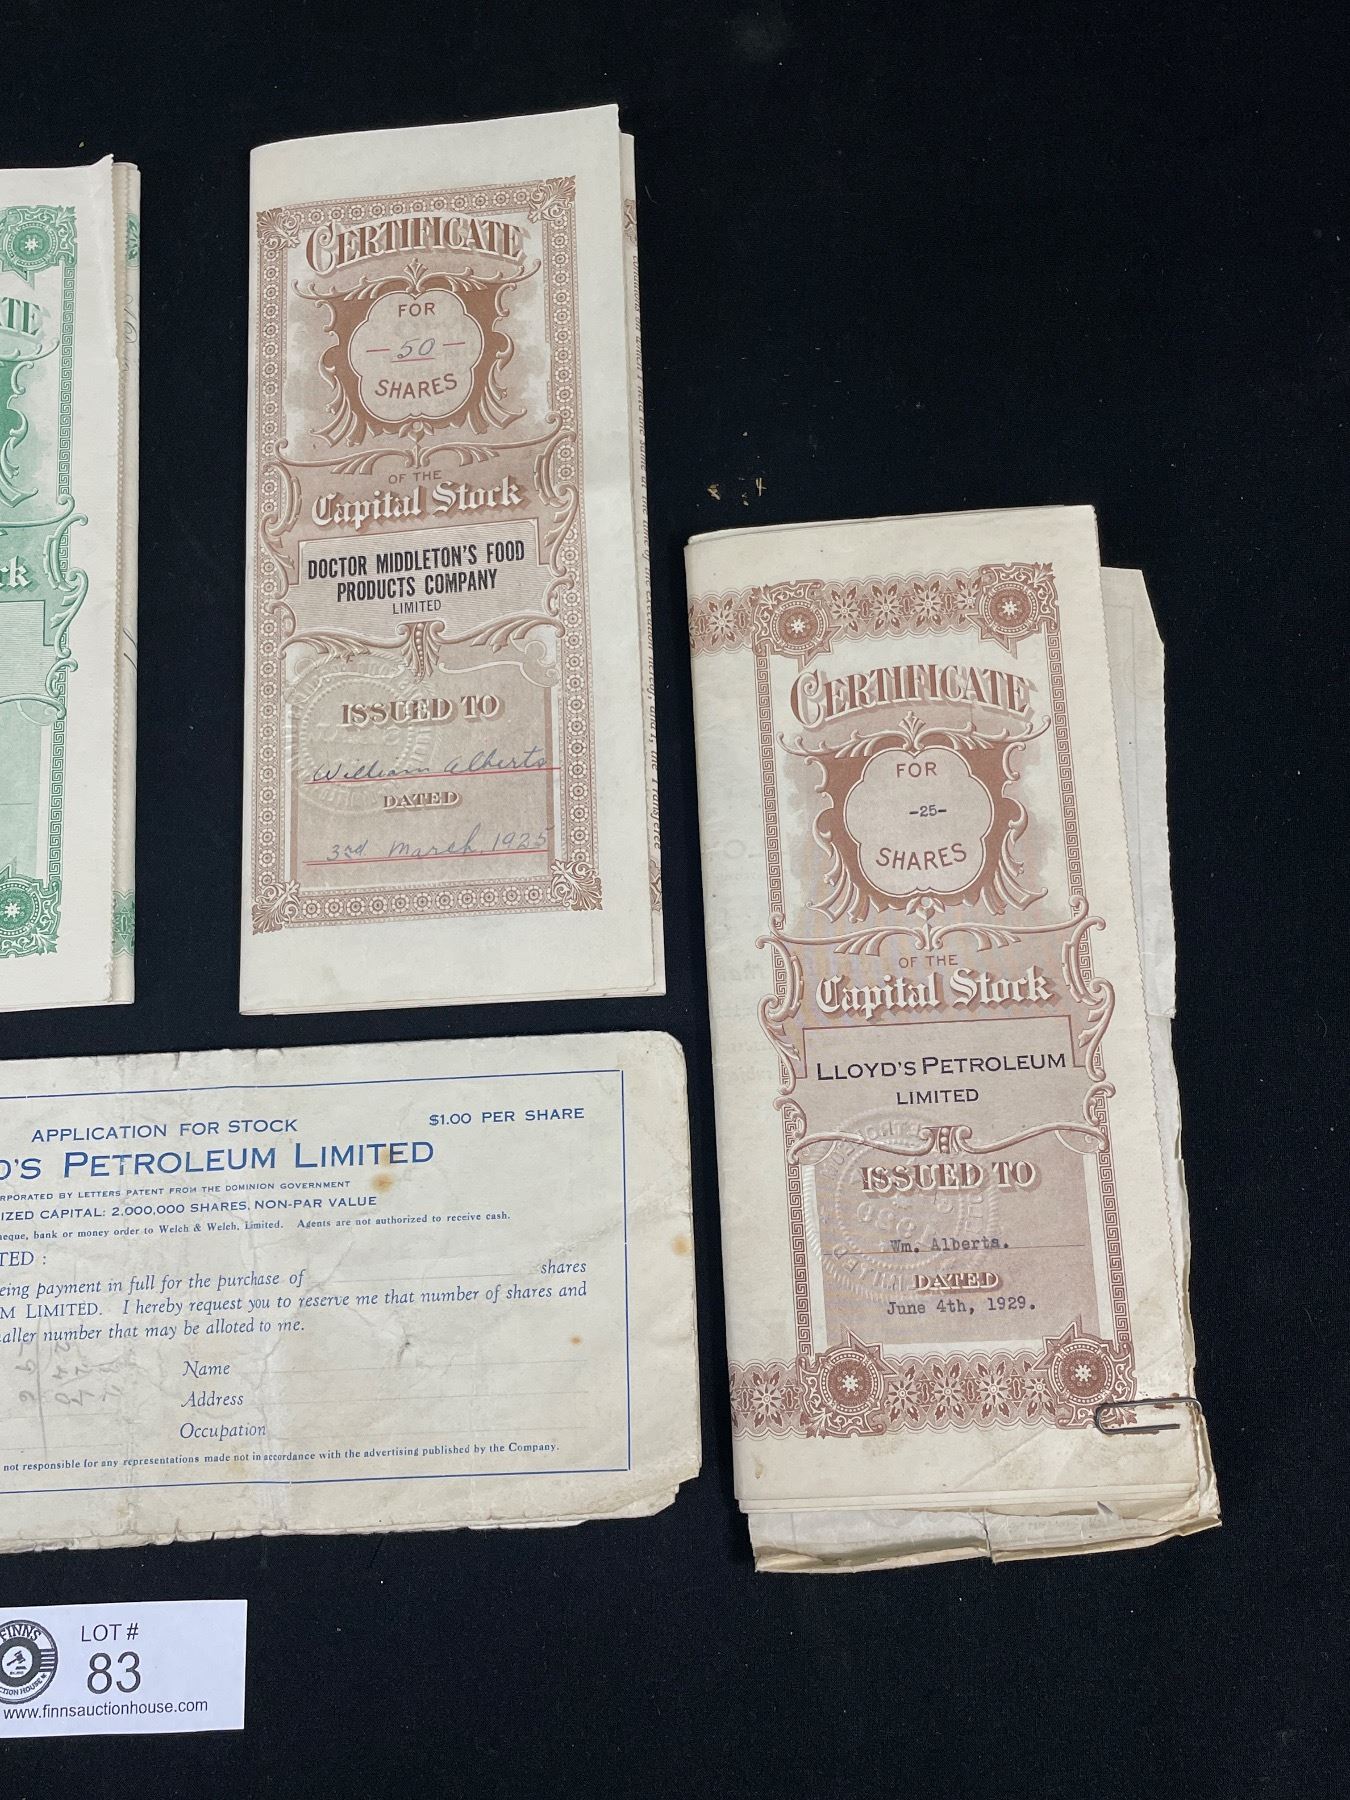 TE
ck
CERTIFICATE
FOR
-50-
SHARES
OF THE
Capital Stock
DOCTOR MIDDLETON'S FOOD
PRODUCTS COMPANY
LIMITED
ISSUED TO
William Alberts
DATED
3rd March, 1925
CERTIFICATE
FOR
-25-
SHARES
OF THE
Capital Stock
LLOYD'S PETROLEUM
LIMITED
ISSUED TO
Wm. Alberts.
DATED
June 4th, 1929.
APPLICATION FOR STOCK $1.00 PER SHARE
D'S PETROLEUM LIMITED
RPORATED BY LETTERS PATENT FROM THE DOMINION GOVERNMENT
IZED CAPITAL: 2,000,000 SHARES, NON-PAR VALUE
eque, bank or money order to Welch & Welch, Limited. Agents are not authorized to receive cash.
TED:
eing payment in full for the purchase of shares
M LIMITED. I hereby request you to reserve me that number of shares and
aller number that may be alloted to me.
Name
Address
Occupation
not responsible for any representations made not in accordance with the advertising published by the Company.
FINNS
LOT #
83
www.finnsauctionhouse.com